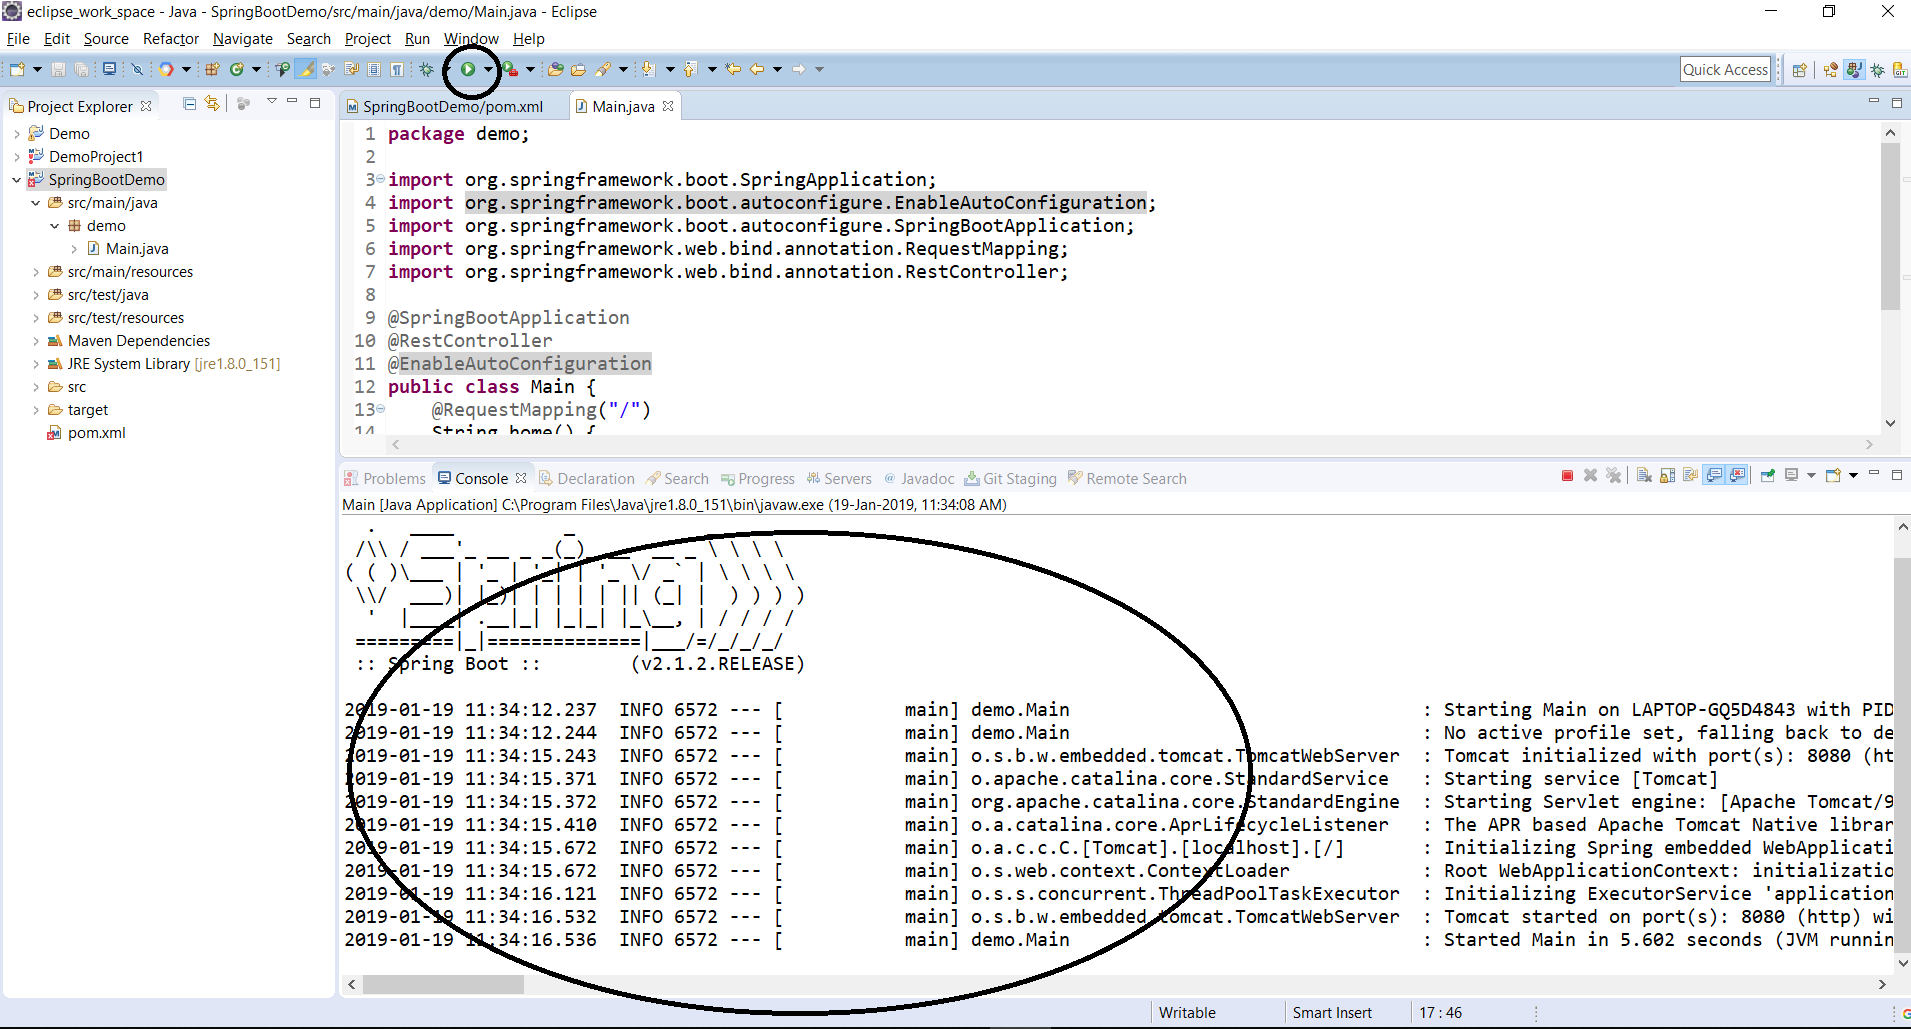 eclipse_work_space - Java - SpringBootDemo/src/main/java/demo/Main.java - Eclipse
File Edit Source Refactor Navigate Search Project Run Window Help
Quick Access
Project Explorer
Demo
DemoProject1
SpringBootDemo
src/main/java
demo
Main.java
src/main/resources
src/test/java
src/test/resources
Maven Dependencies
JRE System Library [jre1.8.0_151]
src
target
pom.xml
SpringBootDemo/pom.xml Main.java
1 package demo;
2
3 import org.springframework.boot.SpringApplication;
4 import org.springframework.boot.autoconfigure.EnableAutoConfiguration;
5 import org.springframework.boot.autoconfigure.SpringBootApplication;
6 import org.springframework.web.bind.annotation.RequestMapping;
7 import org.springframework.web.bind.annotation.RestController;
8
9 @SpringBootApplication
10 @RestController
11 @EnableAutoConfiguration
12 public class Main {
13 @RequestMapping("/")
14 String home() {
Problems Console Declaration Search Progress Servers @ Javadoc Git Staging Remote Search
Main [Java Application] C:\Program Files\Java\jre1.8.0_151\bin\javaw.exe (19-Jan-2019, 11:34:08 AM)
Spring
:: Spring Boot :: (v2.1.2.RELEASE)
2019-01-19 11:34:12.237 INFO 6572 --- [ main] demo.Main : Starting Main on LAPTOP-GQ5D4843 with PID
2019-01-19 11:34:12.244 INFO 6572 --- [ main] demo.Main : No active profile set, falling back to de
2019-01-19 11:34:15.243 INFO 6572 --- [ main] o.s.b.w.embedded.tomcat.TomcatWebServer : Tomcat initialized with port(s): 8080 (ht
2019-01-19 11:34:15.371 INFO 6572 --- [ main] o.apache.catalina.core.StandardService : Starting service [Tomcat]
2019-01-19 11:34:15.372 INFO 6572 --- [ main] org.apache.catalina.core.StandardEngine : Starting Servlet engine: [Apache Tomcat/9
2019-01-19 11:34:15.410 INFO 6572 --- [ main] o.a.catalina.core.AprLifecycleListener : The APR based Apache Tomcat Native librar
2019-01-19 11:34:15.672 INFO 6572 --- [ main] o.a.c.c.C.[Tomcat].[localhost].[/] : Initializing Spring embedded WebApplicati
2019-01-19 11:34:15.672 INFO 6572 --- [ main] o.s.web.context.ContextLoader : Root WebApplicationContext: initializatio
2019-01-19 11:34:16.121 INFO 6572 --- [ main] o.s.s.concurrent.ThreadPoolTaskExecutor : Initializing ExecutorService 'application
2019-01-19 11:34:16.532 INFO 6572 --- [ main] o.s.b.w.embedded.tomcat.TomcatWebServer : Tomcat started on port(s): 8080 (http) wi
2019-01-19 11:34:16.536 INFO 6572 --- [ main] demo.Main : Started Main in 5.602 seconds (JVM runnin
Writable Smart Insert 17 : 46